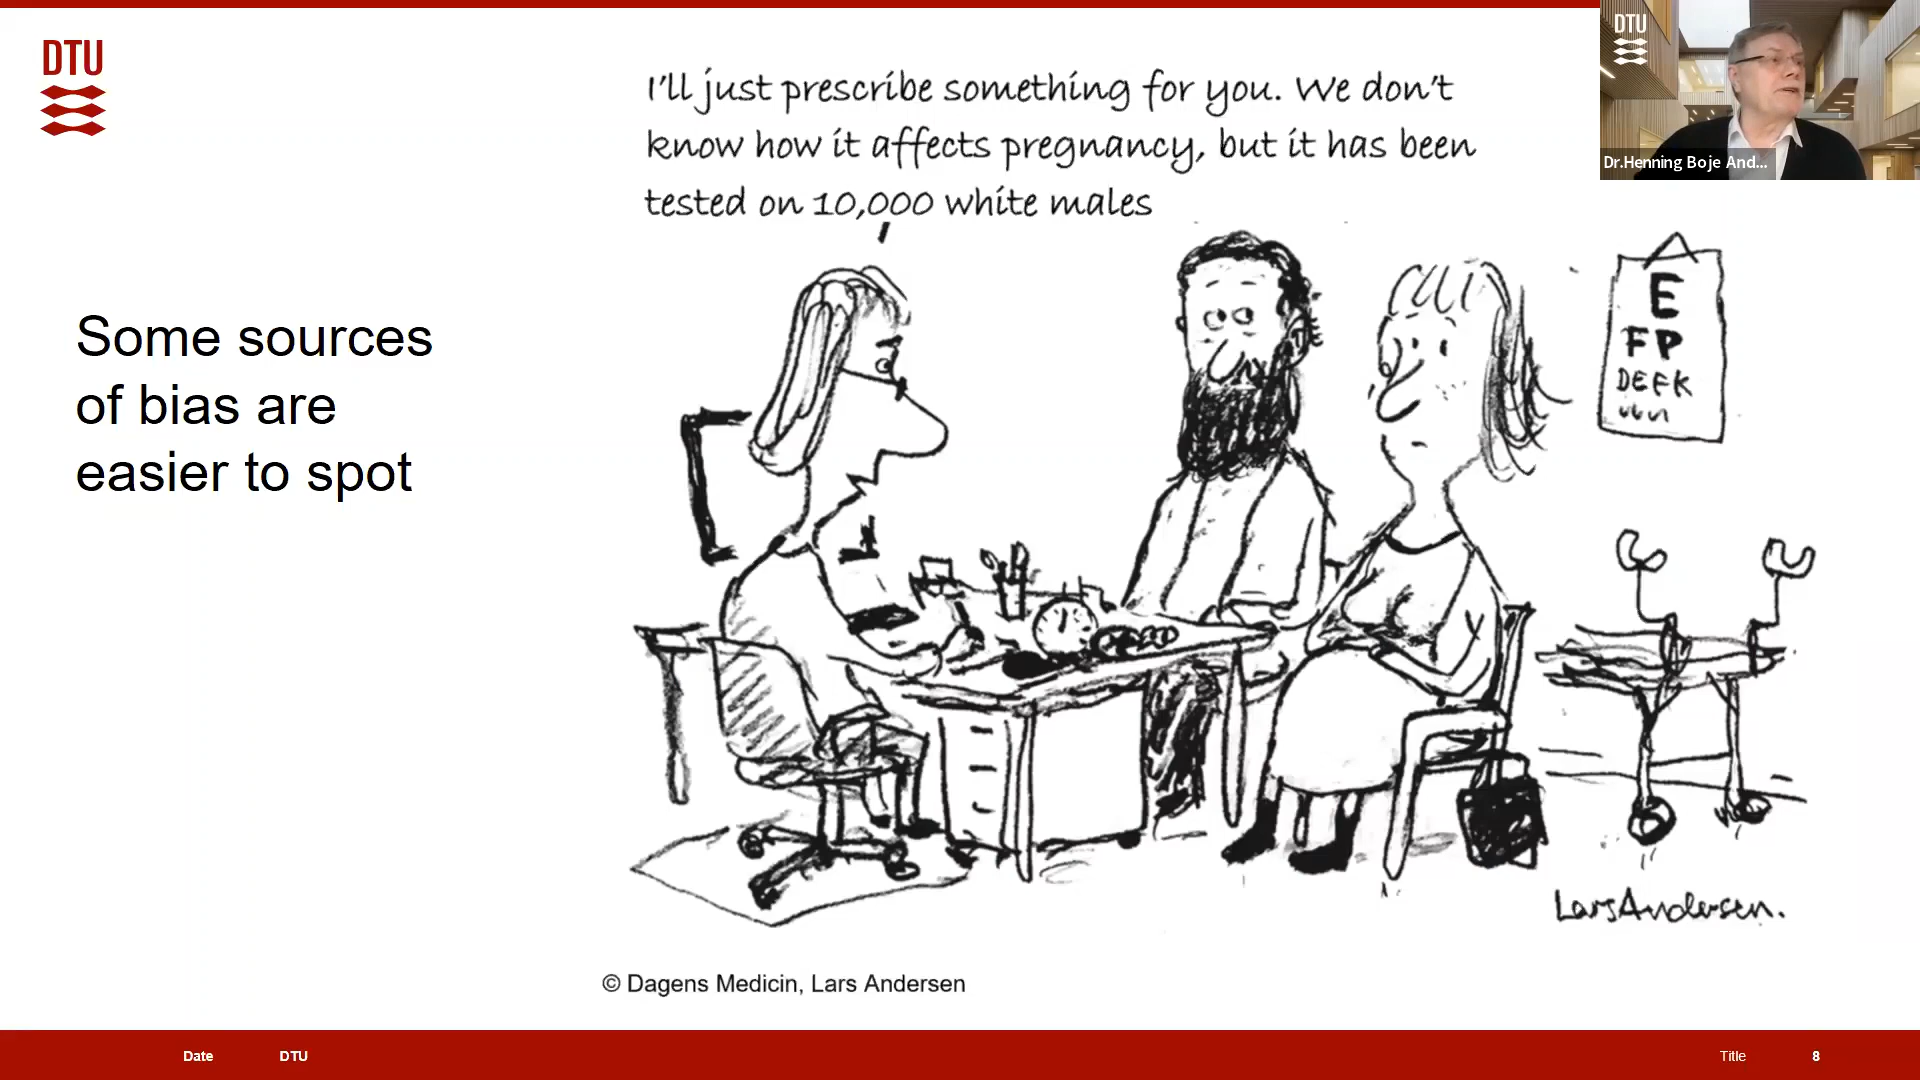 DTU
I'll just prescribe something for you. We don't
know how it affects pregnancy, but it has been
tested on 10,000 white males
DTU
Dr.Henning Boje And...
Some sources
of bias are
easier to spot
E
FP
DEFK
LarsAndersen.
© Dagens Medicin, Lars Andersen
Date DTU Title 8